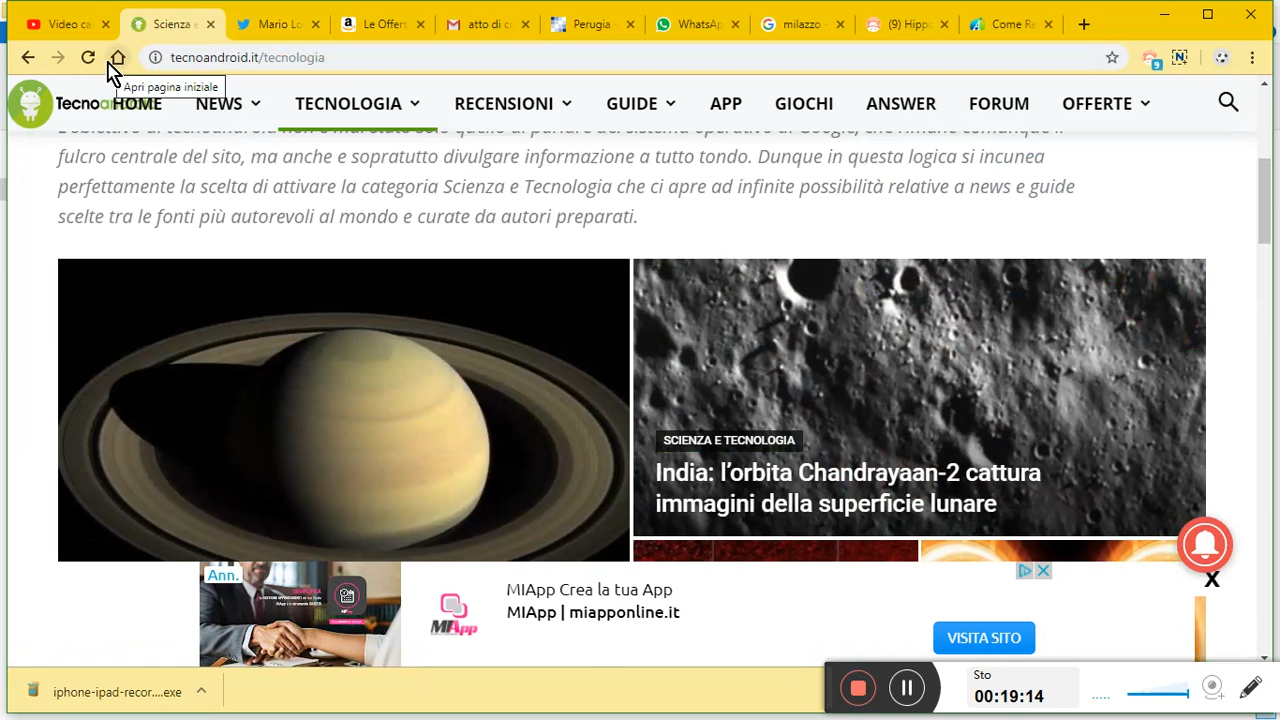 Video ca
Scienza e
Mario Lo
Le Offert
atto di co
Perugia -
WhatsAp
milazzo -
(9) Hippo
Come Re
tecnoandroid.it/tecnologia
9
Apri pagina iniziale
HOME NEWS TECNOLOGIA RECENSIONI GUIDE APP GIOCHI ANSWER FORUM OFFERTE
L'obiettivo di tecnoandroid non è mai stato solo quello di parlare del sistema operativo di Google, che rimane comunque il
fulcro centrale del sito, ma anche e sopratutto divulgare informazione a tutto tondo. Dunque in questa logica si incunea
perfettamente la scelta di attivare la categoria Scienza e Tecnologia che ci apre ad infinite possibilità relative a news e guide
scelte tra le fonti più autorevoli al mondo e curate da autori preparati.
SCIENZA E TECNOLOGIA
India: l'orbita Chandrayaan-2 cattura
immagini della superficie lunare
Ann.
MIApp
MIApp Crea la tua App
MIApp | miapponline.it
VISITA SITO
X
iphone-ipad-recor....exe
Sto
00:19:14